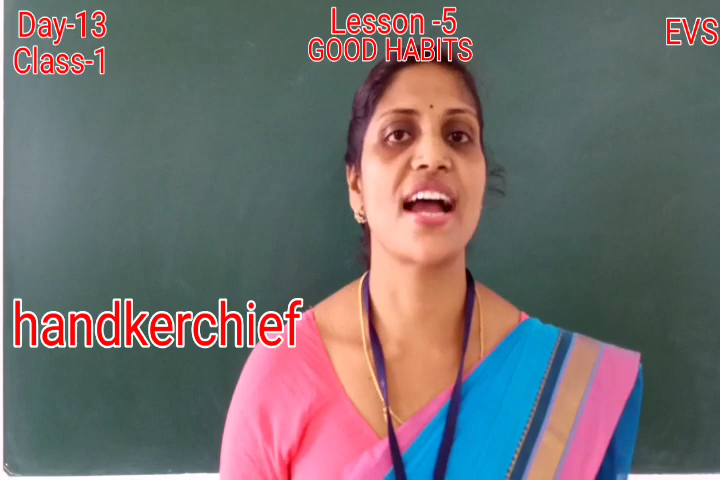 Day-13
Class-1
Lesson -5
GOOD HABITS
EVS
handkerchief